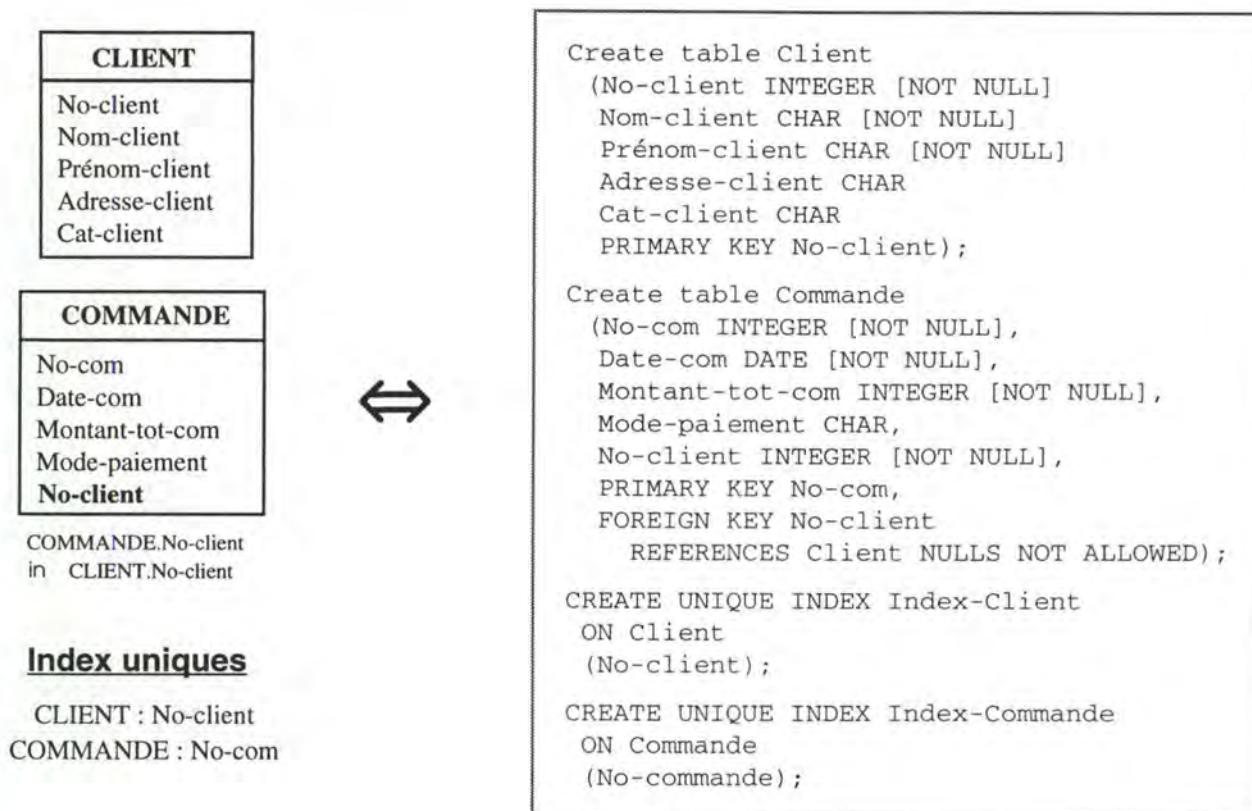 CLIENT
No-client
Nom-client
Prénom-client
Adresse-client
Cat-client
COMMANDE
No-com
Date-com
Montant-tot-com
Mode-paiement
No-client
COMMANDE.No-client
in CLIENT.No-client
Index uniques
CLIENT : No-client
COMMANDE : No-com
Create table Client
(No-client INTEGER [NOT NULL]
Nom-client CHAR [NOT NULL]
Prénom-client CHAR [NOT NULL]
Adresse-client CHAR
Cat-client CHAR
PRIMARY KEY No-client);
Create table Commande
(No-com INTEGER [NOT NULL],
Date-com DATE [NOT NULL],
Montant-tot-com INTEGER [NOT NULL],
Mode-paiement CHAR,
No-client INTEGER [NOT NULL],
PRIMARY KEY No-com,
FOREIGN KEY No-client
REFERENCES Client NULLS NOT ALLOWED);
CREATE UNIQUE INDEX Index-Client
ON Client
(No-client);
CREATE UNIQUE INDEX Index-Commande
ON Commande
(No-commande);